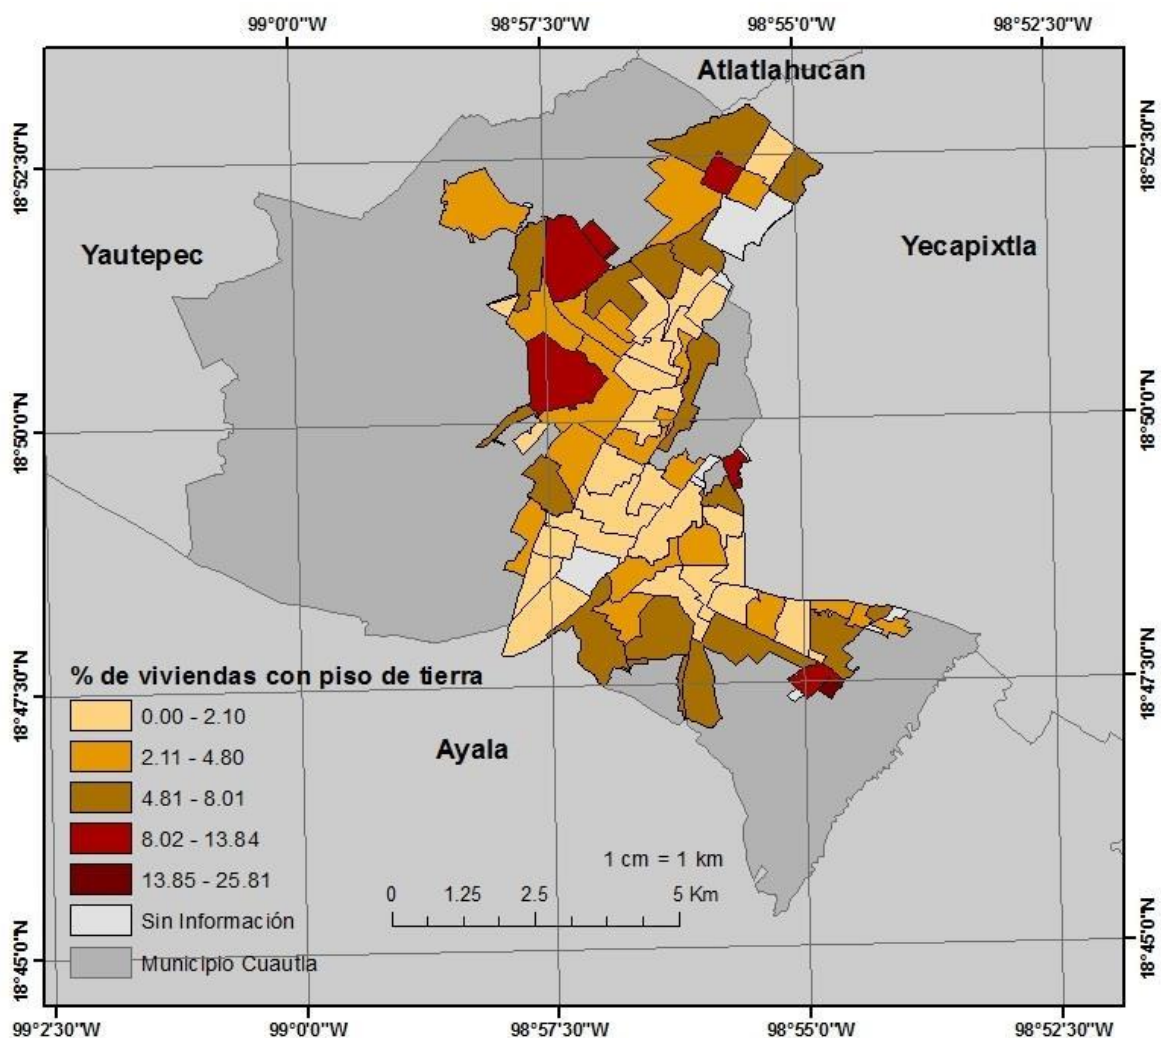 99°0'0"W 98°57'30"W 98°55'0"W 98°52'30"W
Atlatlahucan
18°52'30"N 18°52'30"N
Yautepec Yecapixtla
18°50'0"N 18°50'0"N
% de viviendas con piso de tierra
18°47'30"N 18°47'30"N
0.00 - 2.10
Ayala
2.11 - 4.80
4.81 - 8.01
8.02 - 13.84
1 cm = 1 km
13.85 - 25.81
0 1.25 2.5 5 Km
Sin Información
18°45'0"N 18°45'0"N
Municipio Cuautla
99°2'30"W 99°0'0"W 98°57'30"W 98°55'0"W 98°52'30"W